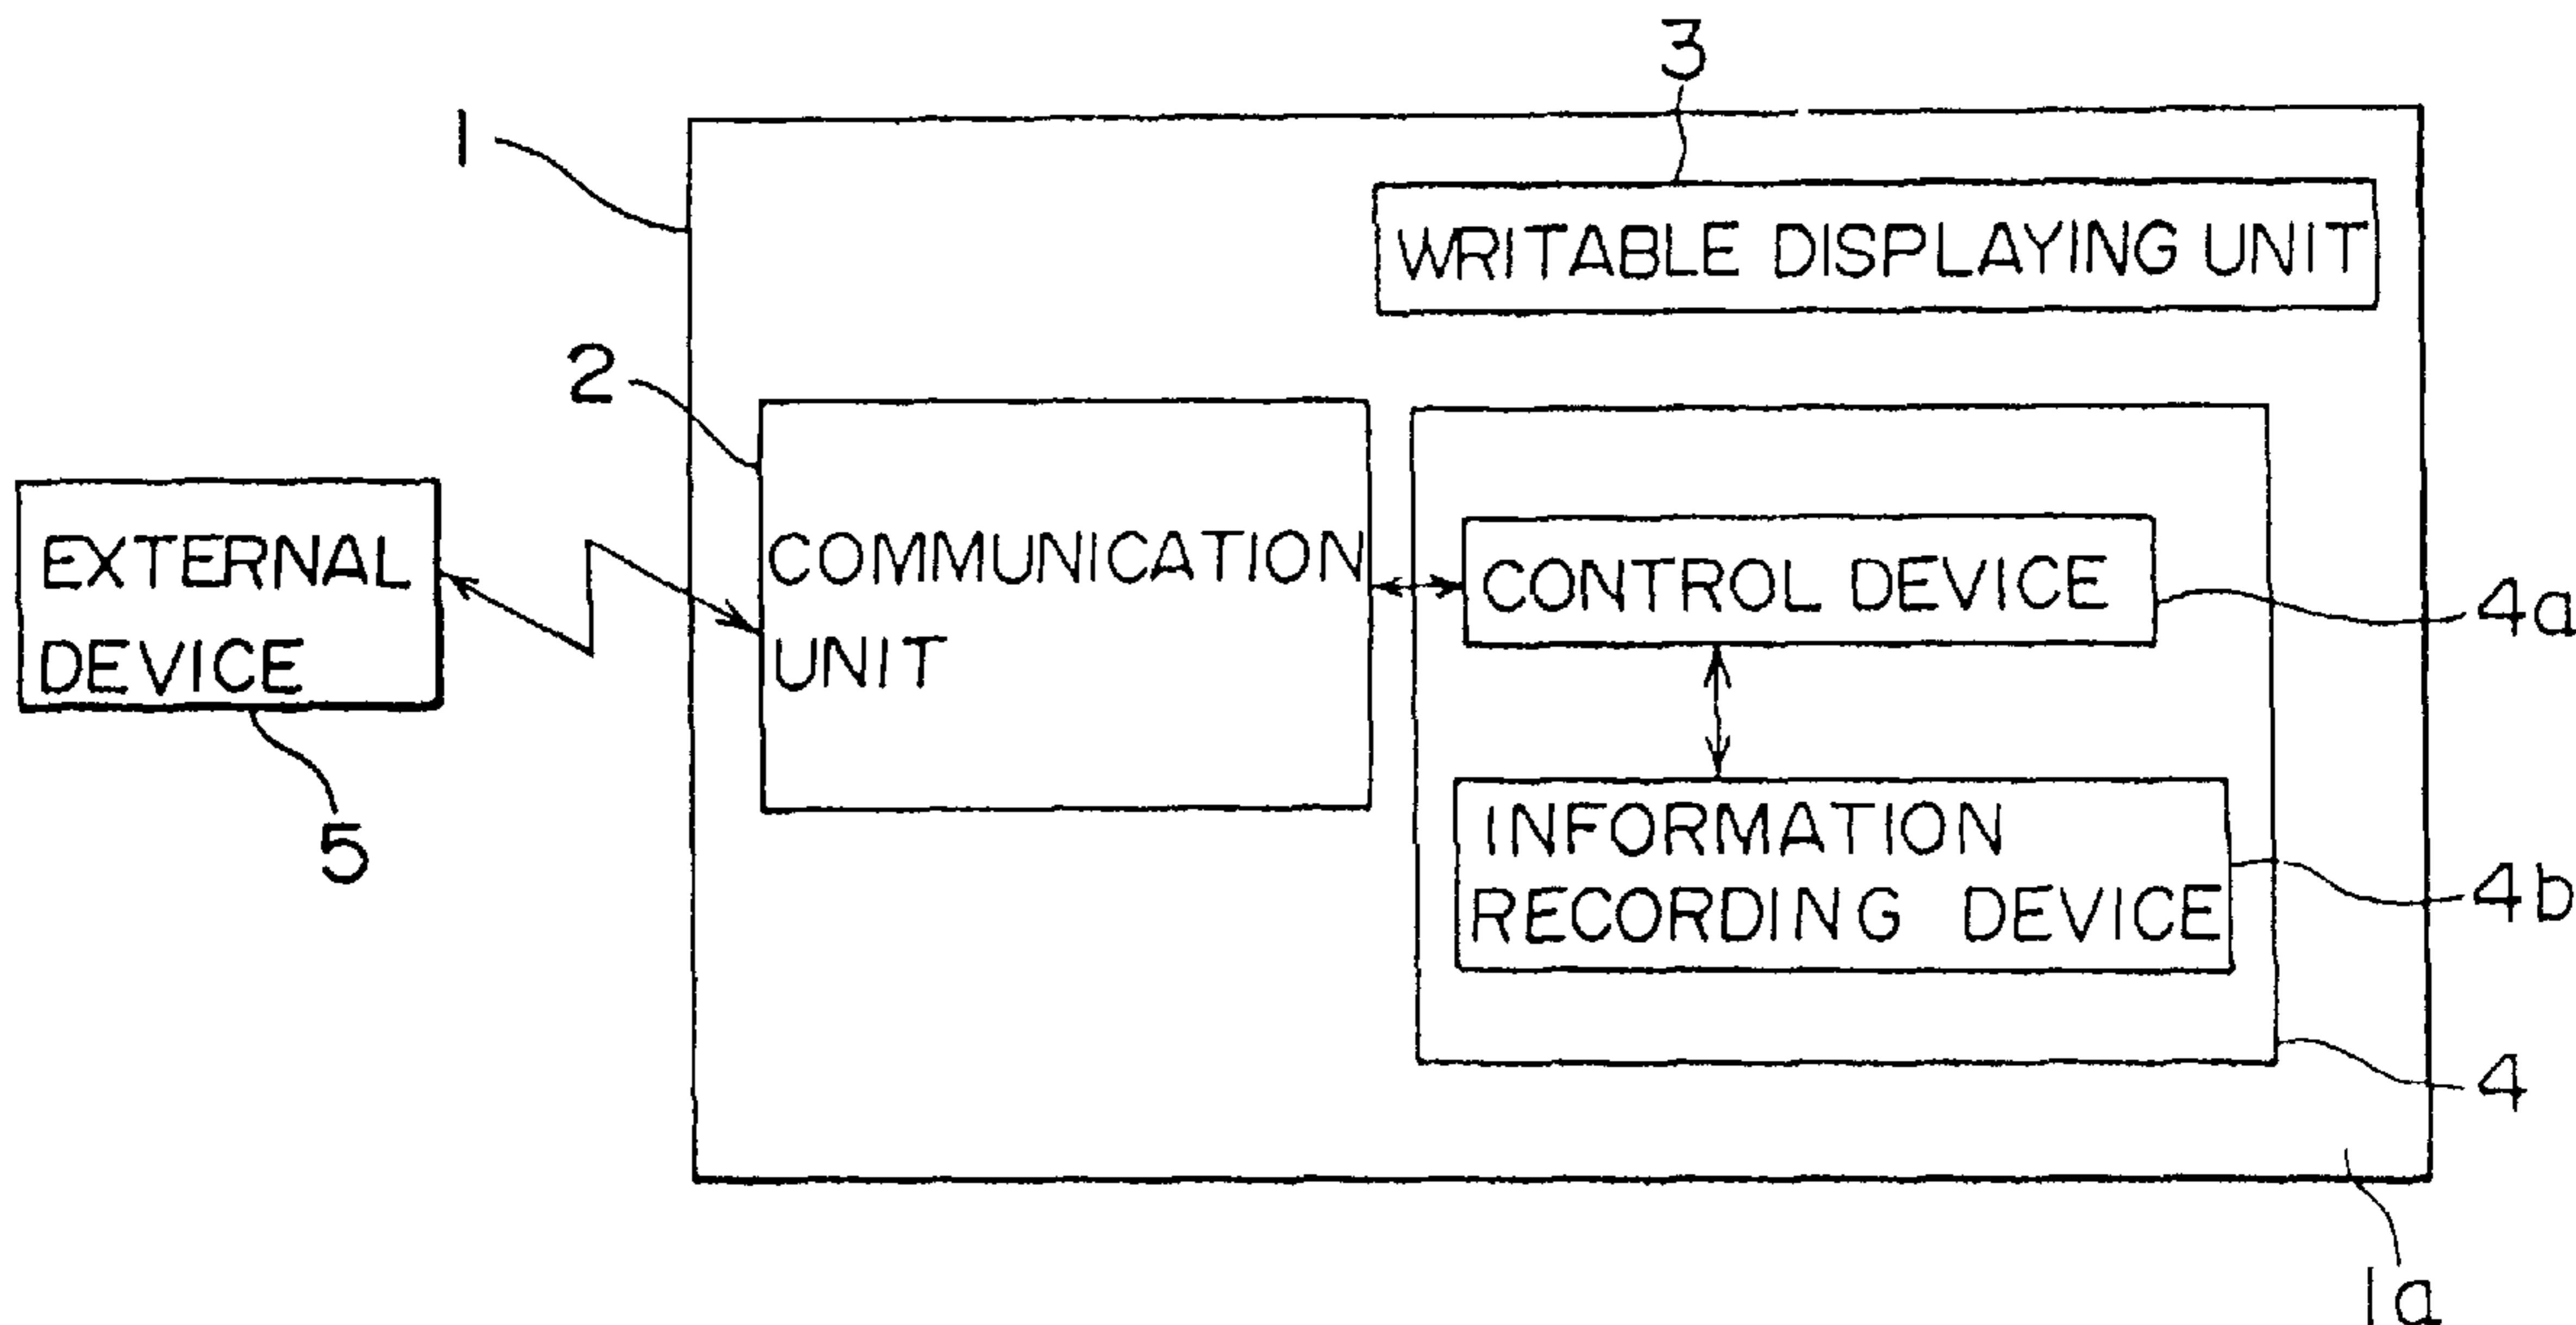 3
1
WRITABLE DISPLAYING UNIT
2
EXTERNAL
DEVICE
COMMUNICATION
UNIT
CONTROL DEVICE
4a
5
INFORMATION
RECORDING DEVICE
4b
4
1a